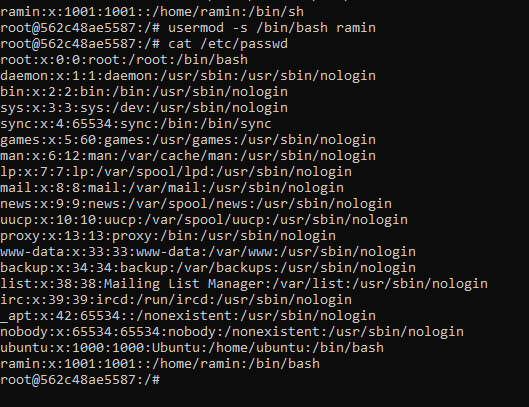 ramin:x:1001:1001::/home/ramin:/bin/sh
root@562c48ae5587:/# usermod -s /bin/bash ramin
root@562c48ae5587:/# cat /etc/passwd
root:x:0:0:root:/root:/bin/bash
daemon:x:1:1:daemon:/usr/sbin:/usr/sbin/nologin
bin:x:2:2:bin:/bin:/usr/sbin/nologin
sys:x:3:3:sys:/dev:/usr/sbin/nologin
sync:x:4:65534:sync:/bin:/bin/sync
games:x:5:60:games:/usr/games:/usr/sbin/nologin
man:x:6:12:man:/var/cache/man:/usr/sbin/nologin
lp:x:7:7:lp:/var/spool/lpd:/usr/sbin/nologin
mail:x:8:8:mail:/var/mail:/usr/sbin/nologin
news:x:9:9:news:/var/spool/news:/usr/sbin/nologin
uucp:x:10:10:uucp:/var/spool/uucp:/usr/sbin/nologin
proxy:x:13:13:proxy:/bin:/usr/sbin/nologin
www-data:x:33:33:www-data:/var/www:/usr/sbin/nologin
backup:x:34:34:backup:/var/backups:/usr/sbin/nologin
list:x:38:38:Mailing List Manager:/var/list:/usr/sbin/nologin
irc:x:39:39:ircd:/run/ircd:/usr/sbin/nologin
_apt:x:42:65534::/nonexistent:/usr/sbin/nologin
nobody:x:65534:65534:nobody:/nonexistent:/usr/sbin/nologin
ubuntu:x:1000:1000:Ubuntu:/home/ubuntu:/bin/bash
ramin:x:1001:1001::/home/ramin:/bin/bash
root@562c48ae5587:/#